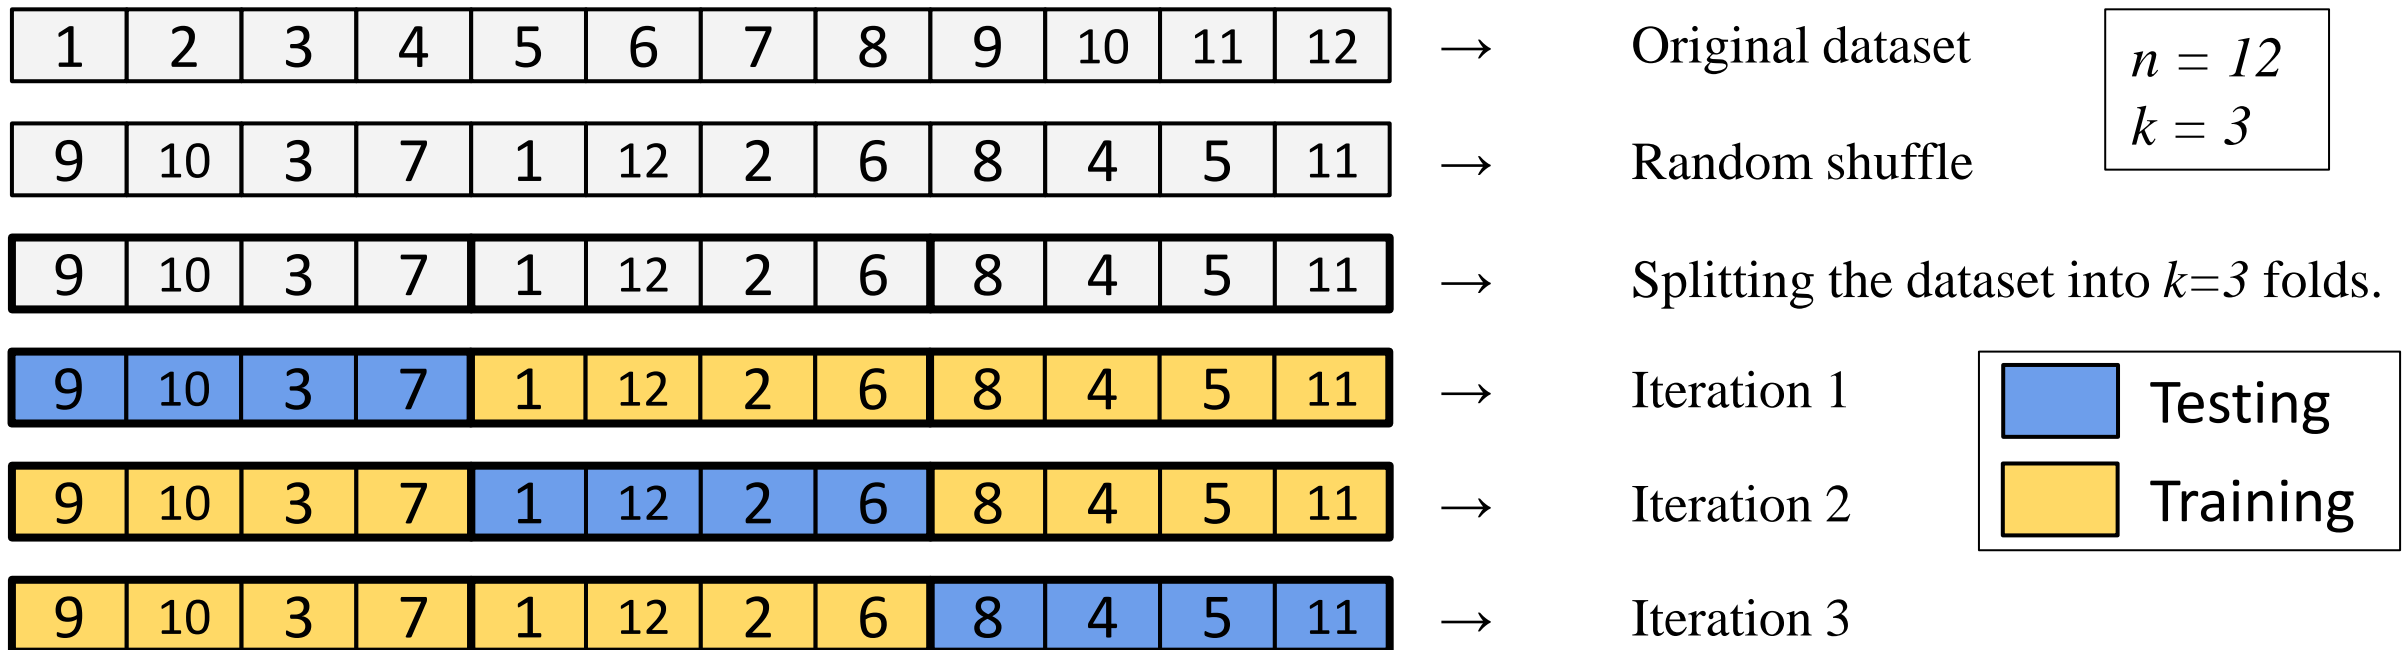 1 2 3 4 5 6 7 8 9 10 11 12 → Original dataset
n = 12
k = 3
9 10 3 7 1 12 2 6 8 4 5 11 → Random shuffle
9 10 3 7 1 12 2 6 8 4 5 11 → Splitting the dataset into k=3 folds.
9 10 3 7 1 12 2 6 8 4 5 11 → Iteration 1
Testing
Training
9 10 3 7 1 12 2 6 8 4 5 11 → Iteration 2
9 10 3 7 1 12 2 6 8 4 5 11 → Iteration 3